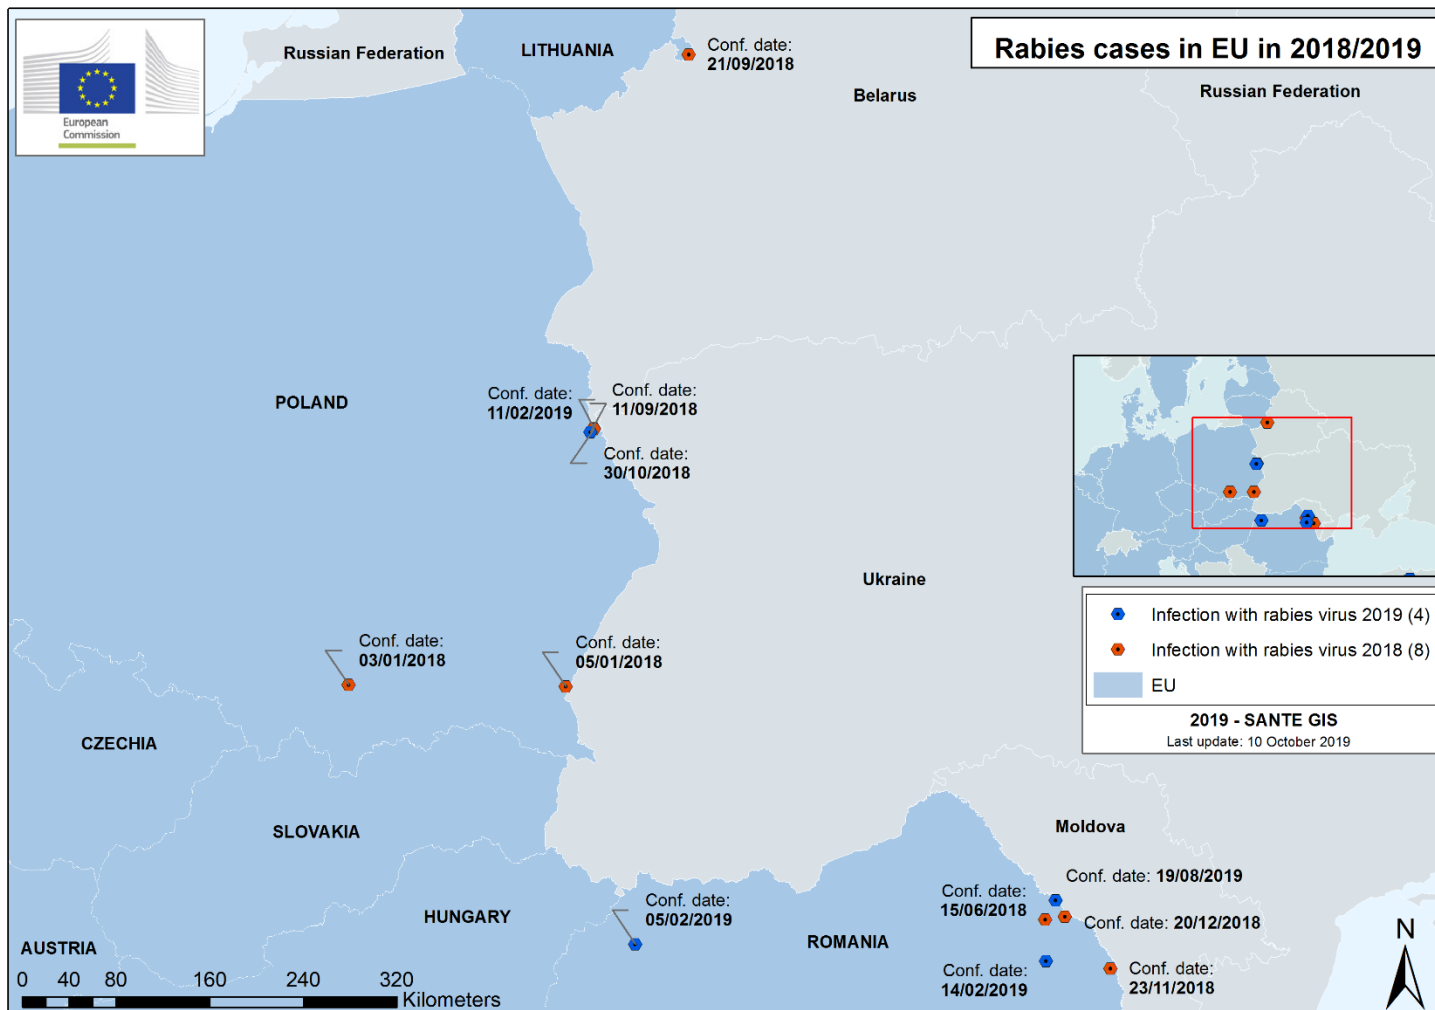 European
Commission
Rabies cases in EU in 2018/2019
Russian Federation
LITHUANIA
Conf. date:
21/09/2018
Belarus
Russian Federation
POLAND
Conf. date:
11/02/2019
Conf. date:
11/09/2018
Conf. date:
30/10/2018
Ukraine
Conf. date:
03/01/2018
Conf. date:
05/01/2018
Infection with rabies virus 2019 (4)
Infection with rabies virus 2018 (8)
EU
2019 - SANTE GIS
Last update: 10 October 2019
CZECHIA
SLOVAKIA
Moldova
HUNGARY
Conf. date:
05/02/2019
ROMANIA
Conf. date: 19/08/2019
Conf. date:
15/06/2018
Conf. date: 20/12/2018
Conf. date:
14/02/2019
Conf. date:
23/11/2018
AUSTRIA
N
0 40 80 160 240 320
Kilometers